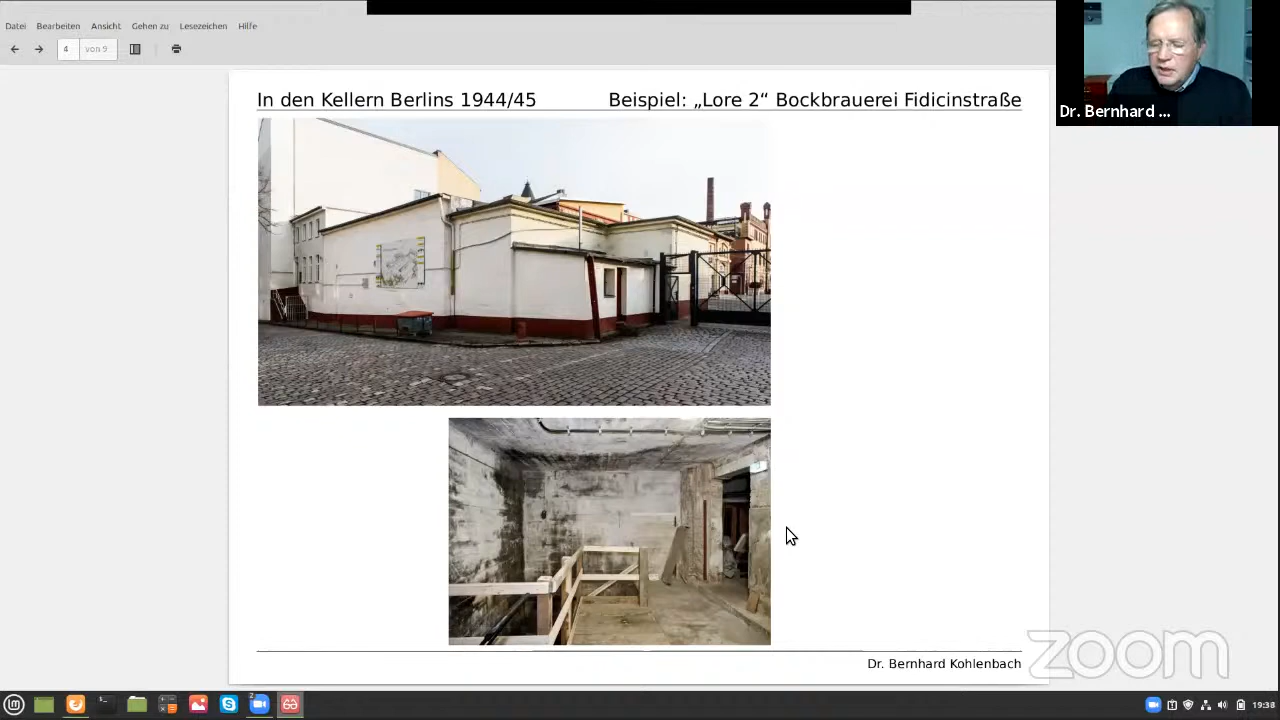 Datei Bearbeiten Ansicht Gehen zu Lesezeichen Hilfe
4 von 9
Dr. Bernhard ...
In den Kellern Berlins 1944/45 Beispiel: „Lore 2“ Bockbrauerei Fidicinstraße
Dr. Bernhard Kohlenbach
zoom
2
19:38